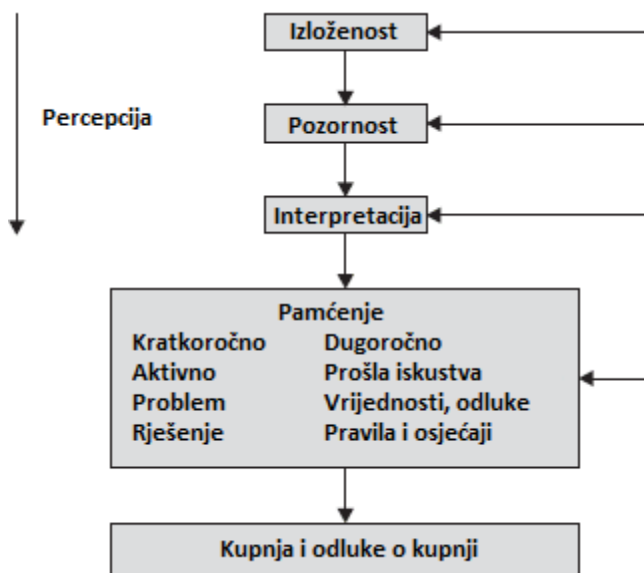 Izloženost
Percepcija
Pozornost
Interpretacija
Pamćenje
Kratkoročno Dugoročno
Aktivno Prošla iskustva
Problem Vrijednosti, odluke
Rješenje Pravila i osjećaji
Kupnja i odluke o kupnji